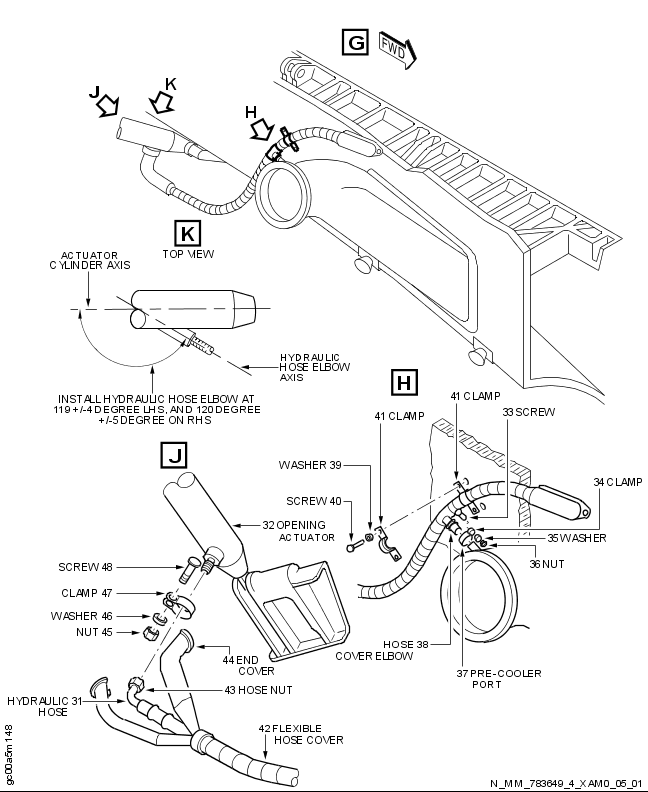 G
FWD
J
K
H
K
TOP VIEW
ACTUATOR
CYLINDER AXIS
HYDRAULIC
HOSE ELBOW
AXIS
INSTALL HYDRAULIC HOSE ELBOW AT
119 +/-4 DEGREE LHS, AND 120 DEGREE
+/-5 DEGREE ON RHS
H
41 CLAMP
41 CLAMP
33 SCREW
WASHER 39
34 CLAMP
SCREW 40
35 WASHER
36 NUT
HOSE 38
COVER ELBOW
37 PRE-COOLER
PORT
J
32 OPENING
ACTUATOR
SCREW 48
CLAMP 47
WASHER 46
NUT 45
44 END
COVER
43 HOSE NUT
HYDRAULIC 31
HOSE
42 FLEXIBLE
HOSE COVER
gc00a5m148
N_MM_783649_4_XAM0_05_01